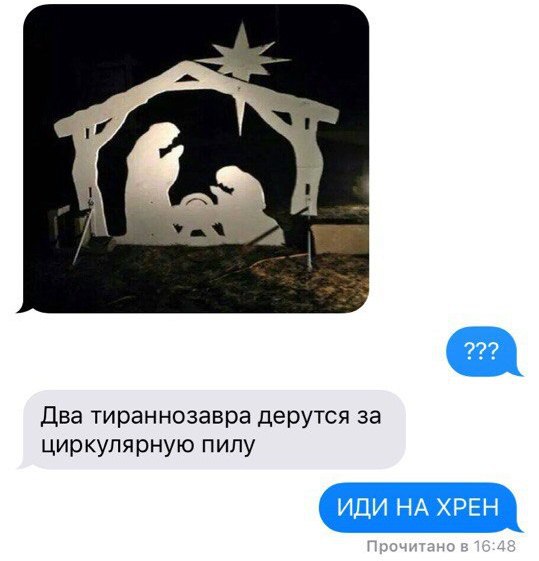 ???
Два тираннозавра дерутся за
циркулярную пилу
ИДИ НА ХРЕН
Прочитано в 16:48